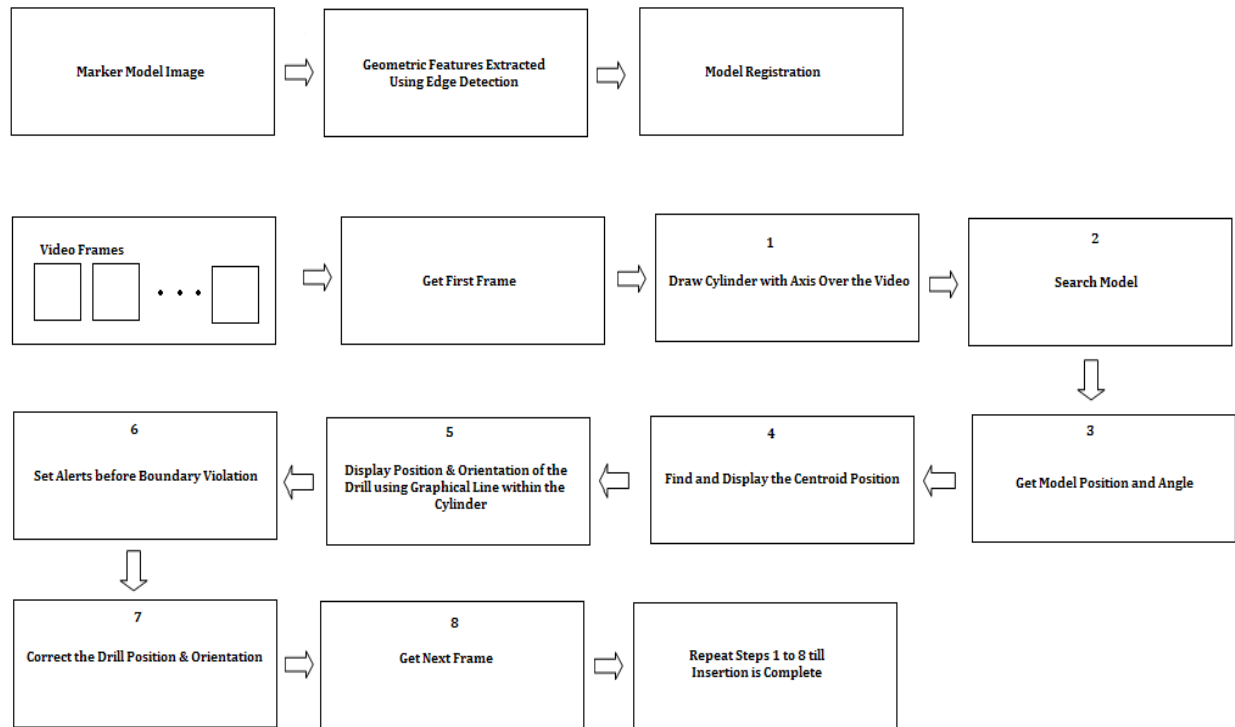 Marker Model Image
Geometric Features Extracted
Using Edge Detection
Model Registration
Video Frames
Get First Frame
1
Draw Cylinder with Axis Over the Video
2
Search Model
3
Get Model Position and Angle
4
Find and Display the Centroid Position
5
Display Position & Orientation of the
Drill using Graphical Line within the
Cylinder
6
Set Alerts before Boundary Violation
7
Correct the Drill Position & Orientation
8
Get Next Frame
Repeat Steps 1 to 8 till
Insertion is Complete